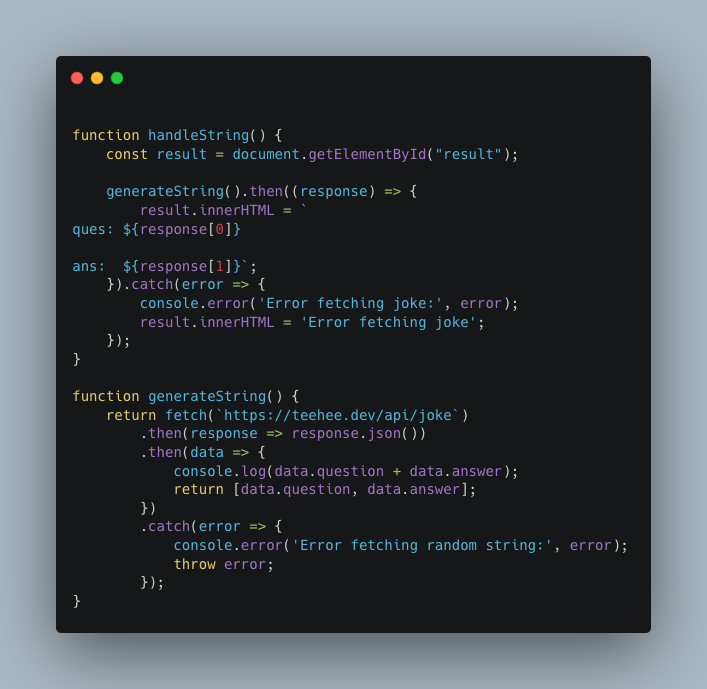 function handleString() {
    const result = document.getElementById("result");

    generateString().then((response) => {
        result.innerHTML = `
ques: ${response[0]}

ans:  ${response[1]}`;
    }).catch(error => {
        console.error('Error fetching joke:', error);
        result.innerHTML = 'Error fetching joke';
    });
}

function generateString() {
    return fetch(`https://teehee.dev/api/joke`)
        .then(response => response.json())
        .then(data => {
            console.log(data.question + data.answer);
            return [data.question, data.answer];
        })
        .catch(error => {
            console.error('Error fetching random string:', error);
            throw error;
        });
}